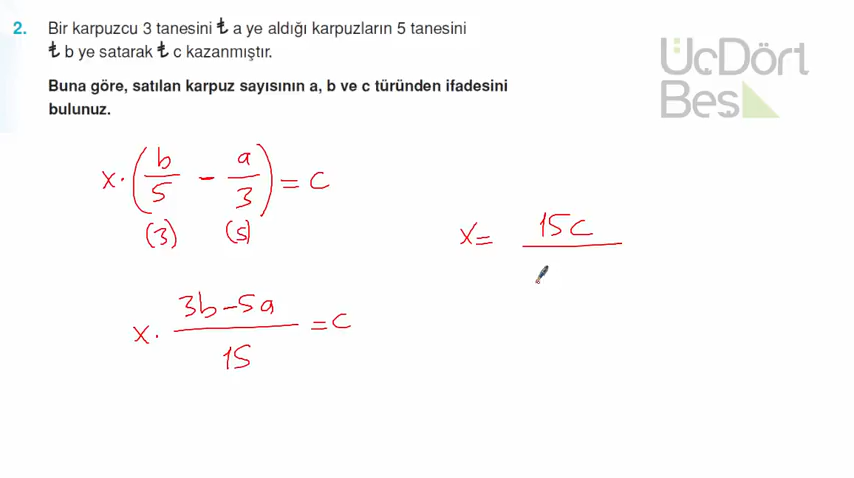 2. Bir karpuzcu 3 tanesini ₺ a ye aldığı karpuzların 5 tanesini
₺ b ye satarak ₺ c kazanmıştır.
Buna göre, satılan karpuz sayısının a, b ve c türünden ifadesini
bulunuz.
ÜçDört
Beş
x · (b/5 - a/3) = c
(3) (5)
x = 15c
x · (3b-5a)/15 = c